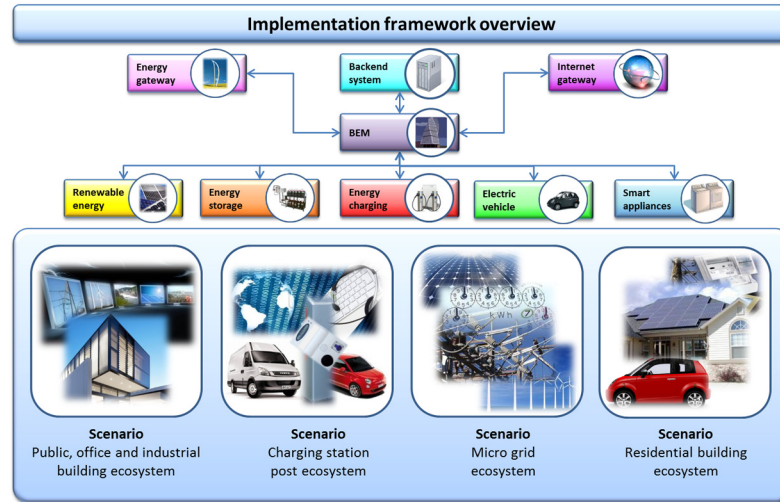 Implementation framework overview
Energy
gateway
Backend
system
Internet
gateway
BEM
Renewable
energy
Energy
storage
Energy
charging
Electric
vehicle
Smart
appliances
kWh
Scenario
Public, office and industrial
building ecosystem
Scenario
Charging station
post ecosystem
Scenario
Micro grid
ecosystem
Scenario
Residential building
ecosystem